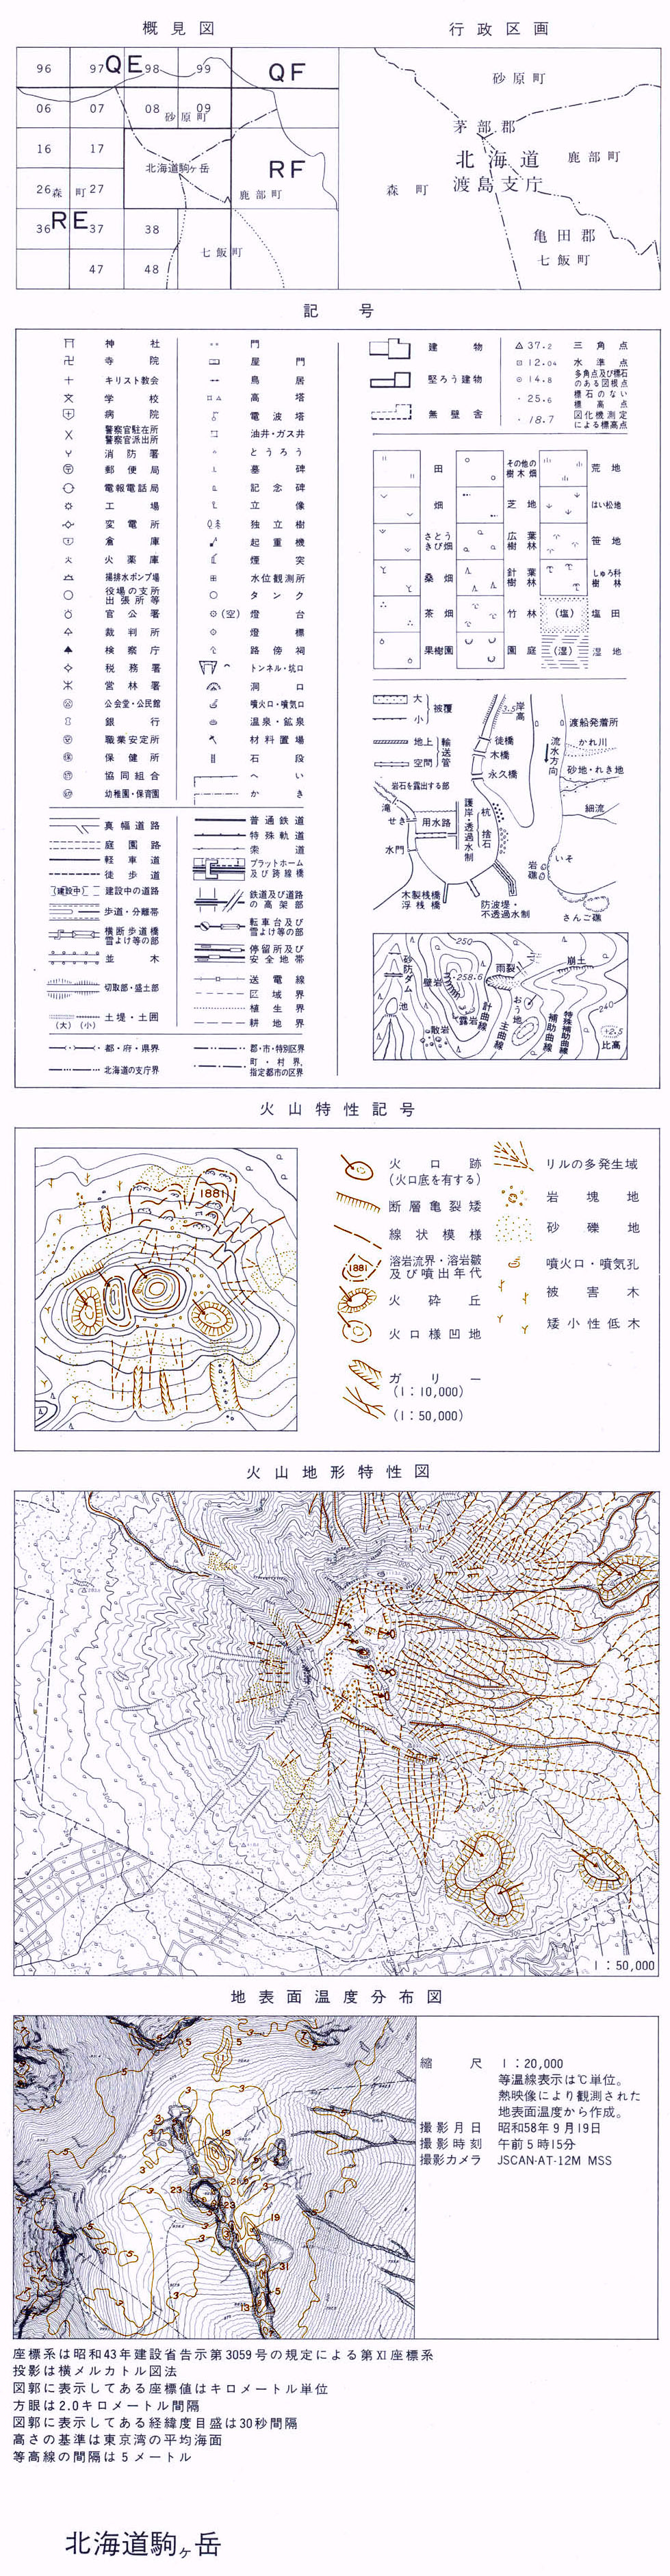 概見図
行政区画
96 97 98 99
QE QF
06 07 08 09
砂原町
16 17
北海道駒ヶ岳
RF
26 27
森町
鹿部町
RE
36 37 38
七飯町
47 48
砂原町
茅部郡
北海道
鹿部町
渡島支庁
森町
亀田郡
七飯町
記号
神社
寺院
キリスト教会
学校
病院
警察官駐在所
警察官派出所
消防署
郵便局
電報電話局
工場
変電所
倉庫
火薬庫
揚排水ポンプ場
役場の支所
出張所等
官公署
裁判所
検察庁
税務署
営林署
公会堂・公民館
銀行
職業安定所
保健所
協同組合
幼稚園・保育園
門
屋門
鳥居
高塔
電波塔
油井・ガス井
とうろう
墓碑
記念碑
立像
独立樹
起重機
煙突
水位観測所
タンク
(空) 燈台
燈標
路傍祠
トンネル・坑口
洞口
噴火口・噴気口
温泉・鉱泉
材料置場
石段
へい
かき
真幅道路
庭園路
軽車道
徒歩道
(建設中) 建設中の道路
歩道・分離帯
横断歩道橋
雪よけ等の部
並木
切取部・盛土部
(大) (小) 土堤・土囲
都・府・県界
北海道の支庁界
普通鉄道
特殊軌道
索道
プラットホーム
及び跨線橋
鉄道及び道路
の高架部
転車台及び
雪よけ等の部
停留所及び
安全地帯
送電線
区域界
植生界
耕地界
郡・市・特別区界
町・村界、
指定都市の区界
建物
堅ろう建物
無壁舎
37.2 三角点
12.04 水準点
14.8 多角点及び標石のある図根点
25.6 標石のない標高点
18.7 図化機測定による標高点
田
畑
さとうきび畑
桑畑
茶畑
果樹園
その他の樹木畑
芝地
広葉樹林
針葉樹林
竹林
園庭
荒地
はい松地
笹地
しゅろ科樹林
(塩) 塩田
(湿) 湿地
大 小 被覆
地上 空間 輸送管
岩石を露出する部
滝
せき
用水路
水門
木製桟橋
浮桟橋
3.5 岸高
徒橋
木橋
永久橋
護岸・透過水制
杭
捨石
防波堤・
不透過水制
流水方向
渡船発着所
かれ川
砂地・れき地
細流
いそ
岩礁
さんご礁
250
砂防ダム
池
壁岩
258.6
雨裂
崩土
露岩
散岩
計曲線
主曲線
お地
補助曲線
特殊補助曲線
240
+2.5
比高
火山特性記号
1881
火口跡
(火口底を有する)
断層亀裂矮
線状模様
1881 溶岩流界・溶岩皺
及び噴出年代
火砕丘
火口様凹地
ガリー
(1:10,000)
(1:50,000)
リルの多発生域
岩塊地
砂礫地
噴火口・噴気孔
被害木
矮小性低木
火山地形特性図
1:50,000
地表面温度分布図
縮尺 1:20,000
等温線表示は℃単位。
熱映像により観測された
地表面温度から作成。
撮影月日 昭和58年9月19日
撮影時刻 午前5時15分
撮影カメラ JSCAN-AT-12M MSS
座標系は昭和43年建設省告示第3059号の規定による第XI座標系
投影は横メルカトル図法
図郭に表示してある座標値はキロメートル単位
方眼は2.0キロメートル間隔
図郭に表示してある経緯度目盛は30秒間隔
高さの基準は東京湾の平均海面
等高線の間隔は5メートル
北海道駒ヶ岳